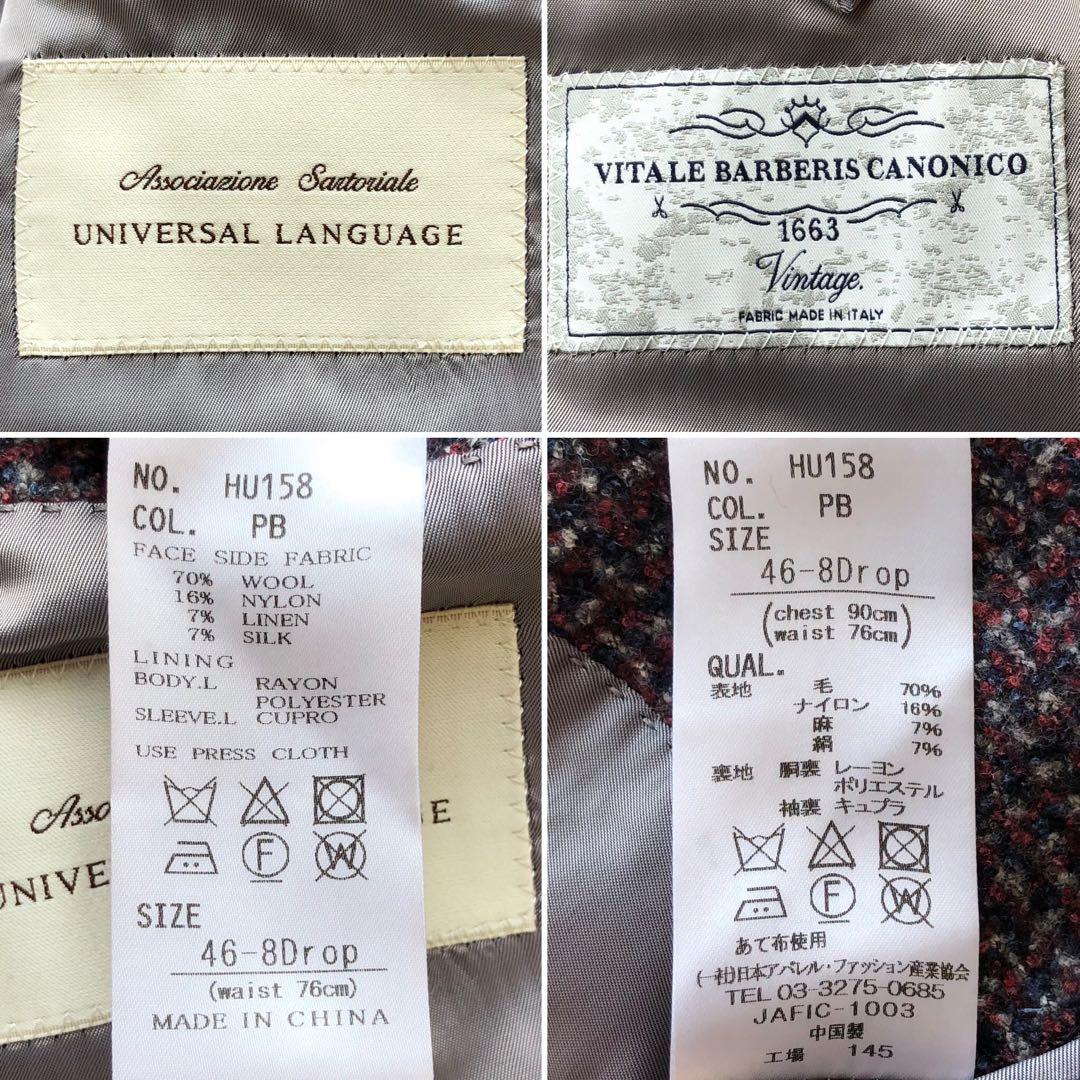 Associazione Sartoriale
UNIVERSAL LANGUAGE
VITALE BARBERIS CANONICO
1663
Vintage.
FABRIC MADE IN ITALY
NO. HU158
COL. PB
FACE SIDE FABRIC
70% WOOL
16% NYLON
7% LINEN
7% SILK
LINING
BODY.L RAYON
POLYESTER
SLEEVE.L CUPRO
USE PRESS CLOTH
F
W
SIZE
46-8Drop
(waist 76cm)
MADE IN CHINA
Asso
UNIVE
GE
NO. HU158
COL. PB
SIZE
46-8Drop
(chest 90cm
waist 76cm)
QUAL.
表地 毛 70%
ナイロン 16%
麻 7%
絹 7%
裏地 胴裏 レーヨン
ポリエステル
袖裏 キュプラ
F
W
あて布使用
(一社)日本アパレル・ファッション産業協会
TEL 03-3275-0685
JAFIC-1003
中国製
工場 145